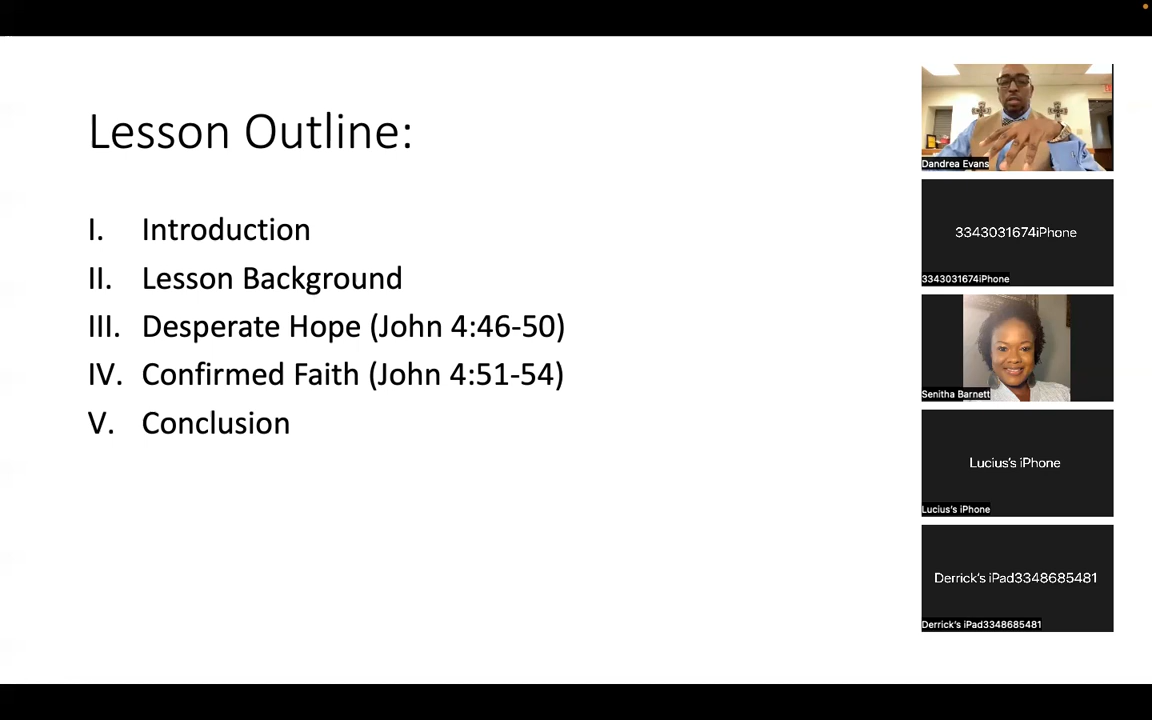 Lesson Outline:
I. Introduction
II. Lesson Background
III. Desperate Hope (John 4:46-50)
IV. Confirmed Faith (John 4:51-54)
V. Conclusion
Dandrea Evans
3343031674iPhone
3343031674iPhone
Senitha Barnett
Lucius's iPhone
Lucius's iPhone
Derrick's iPad3348685481
Derrick's iPad3348685481